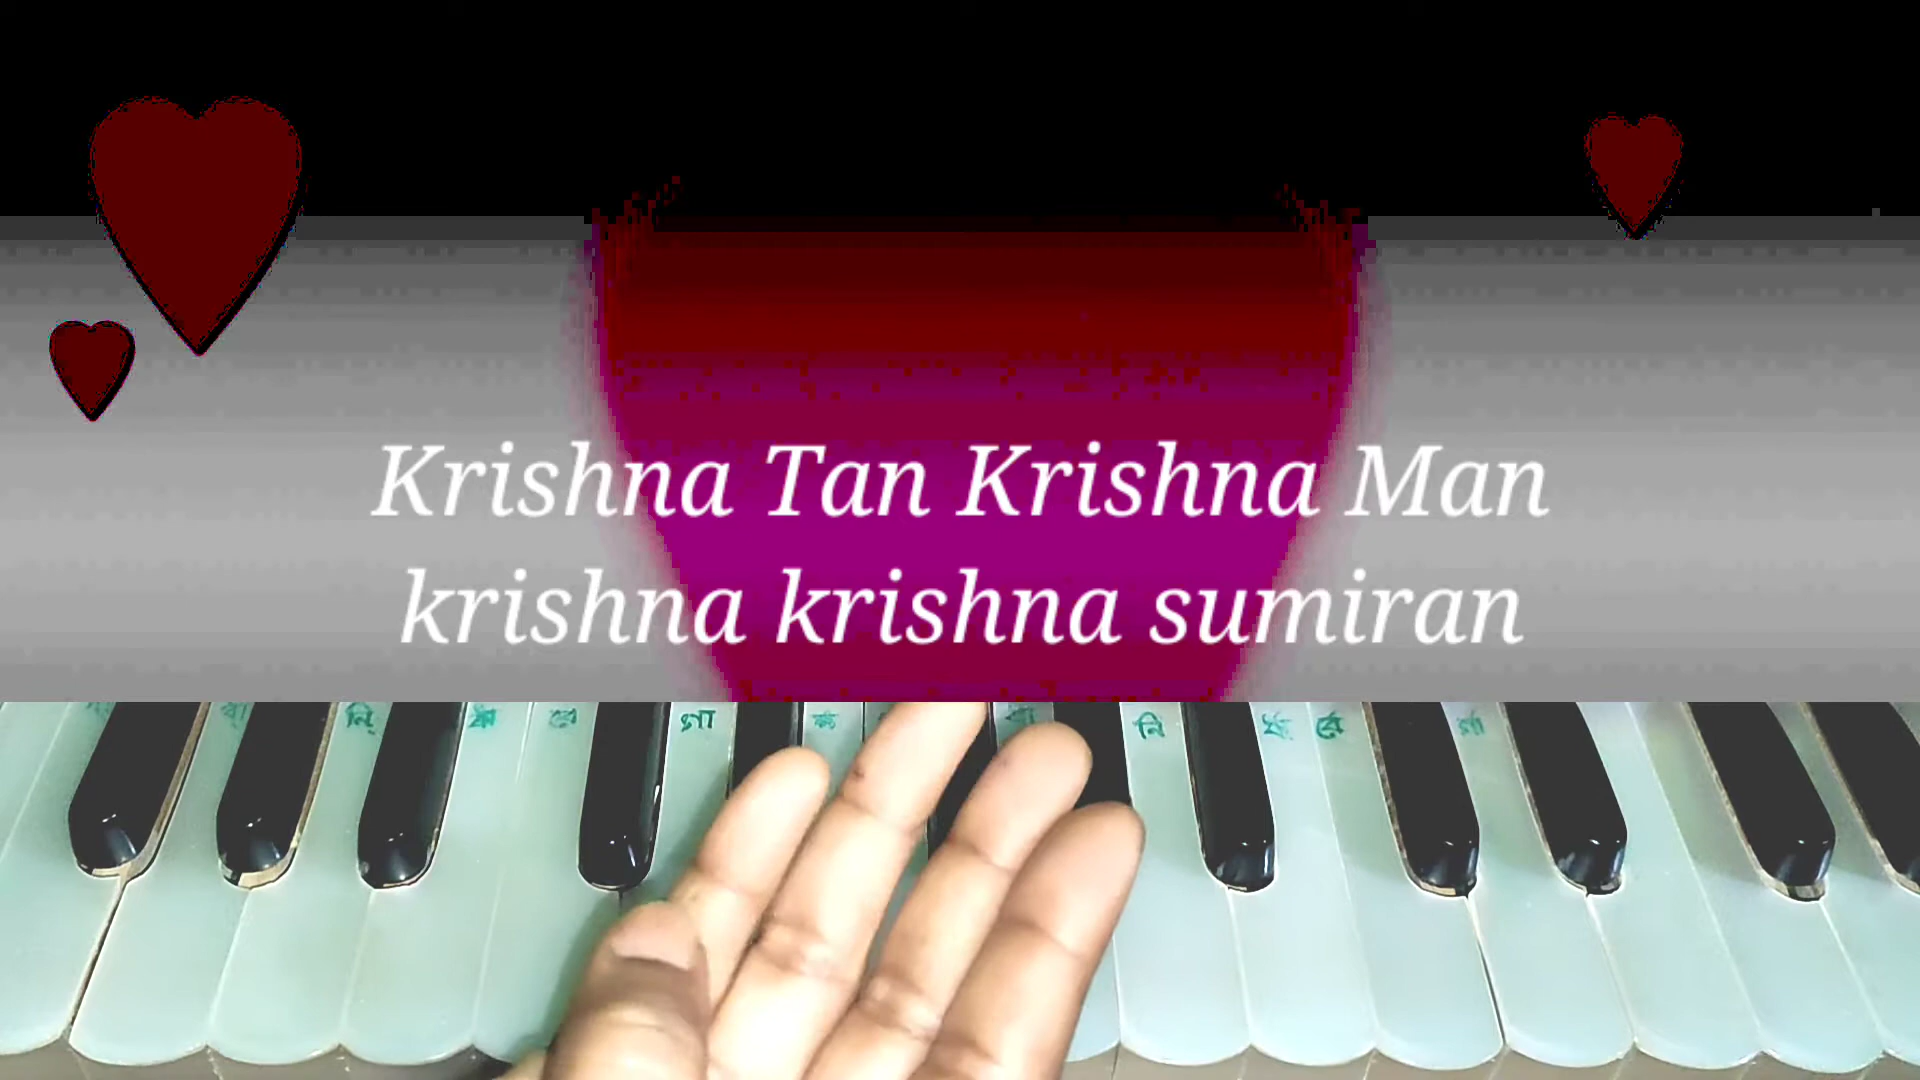 Krishna Tan Krishna Man
krishna krishna sumiran
নি রে গা নি রে